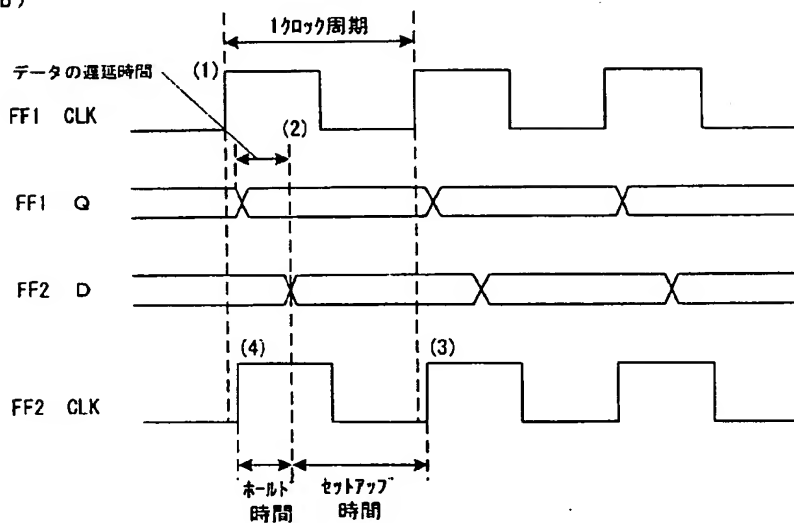 1クロック周期
データの遅延時間
(1)
FF1 CLK
(2)
FF1 Q
FF2 D
(4)
(3)
FF2 CLK
ホールド
時間
セットアップ
時間